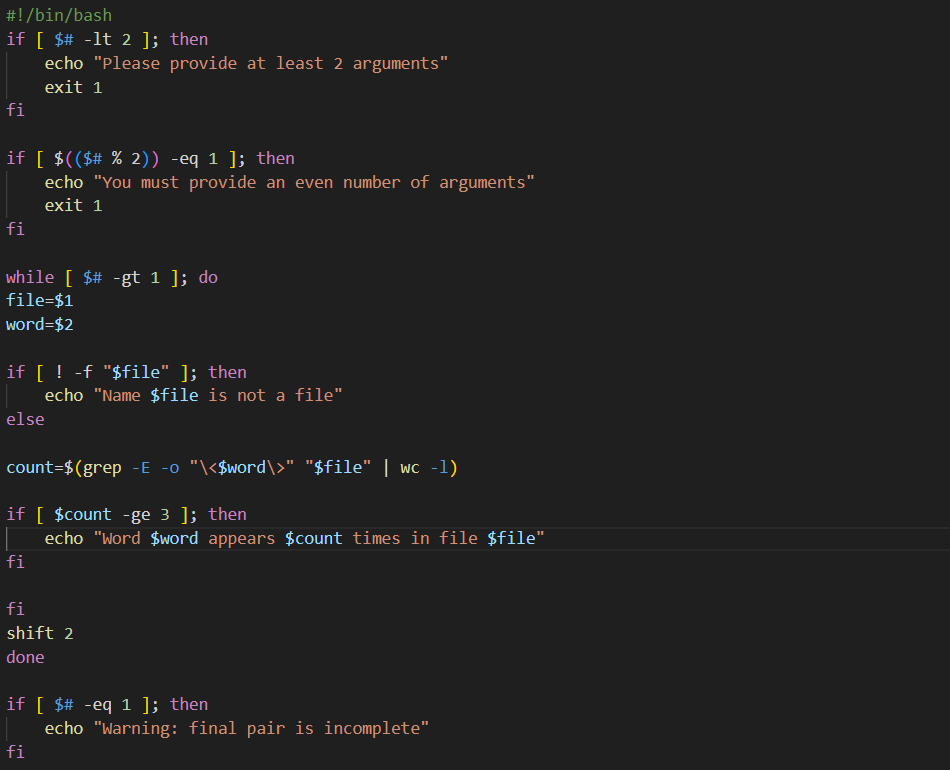 #!/bin/bash
if [ $# -lt 2 ]; then
    echo "Please provide at least 2 arguments"
    exit 1
fi

if [ $(($# % 2)) -eq 1 ]; then
    echo "You must provide an even number of arguments"
    exit 1
fi

while [ $# -gt 1 ]; do
file=$1
word=$2

if [ ! -f "$file" ]; then
    echo "Name $file is not a file"
else

count=$(grep -E -o "\<$word\>" "$file" | wc -l)

if [ $count -ge 3 ]; then
    echo "Word $word appears $count times in file $file"
fi

fi
shift 2
done

if [ $# -eq 1 ]; then
    echo "Warning: final pair is incomplete"
fi